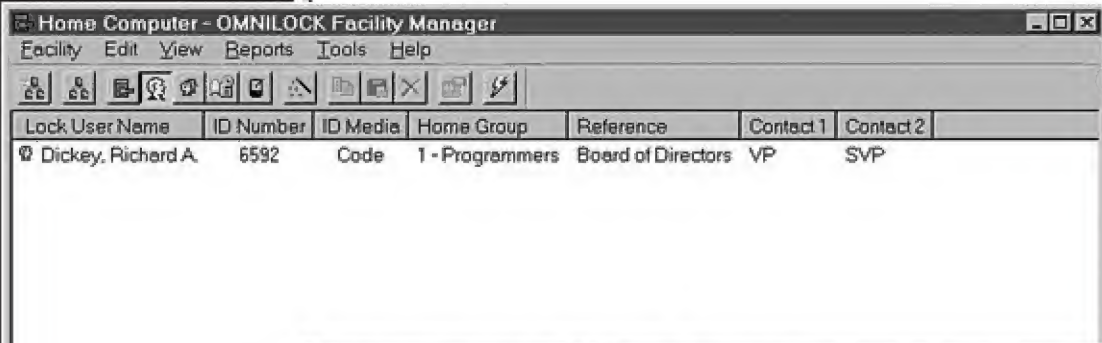 Home Computer - OMNILOCK Facility Manager
Facility Edit View Reports Tools Help
Lock User Name ID Number ID Media Home Group Reference Contact 1 Contact 2
Dickey, Richard A. 6592 Code 1 - Programmers Board of Directors VP SVP